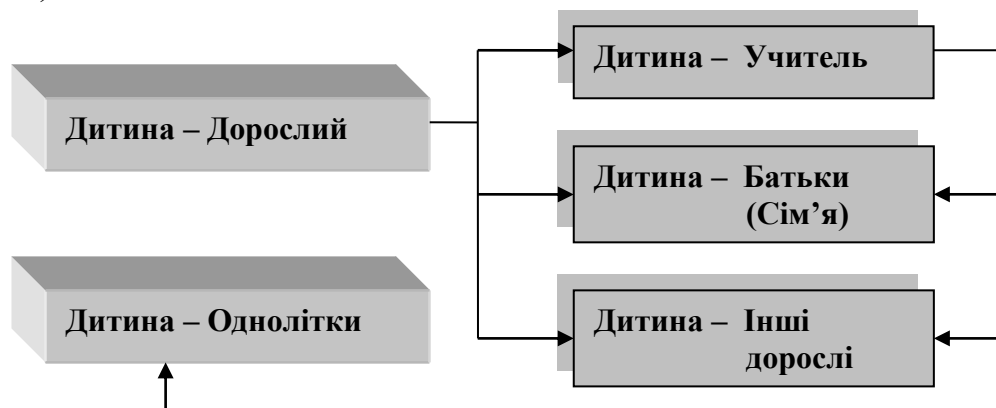 Дитина – Дорослий
Дитина – Однолітки
Дитина – Учитель
Дитина – Батьки
(Сім’я)
Дитина – Інші
дорослі